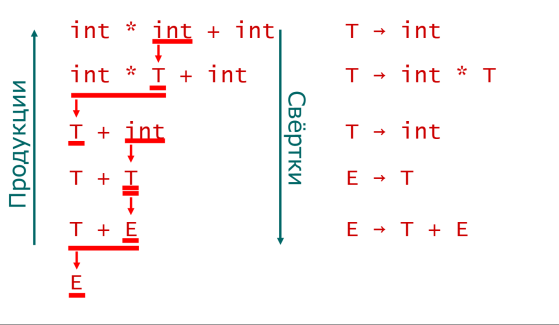 int * int + int T → int
int * T + int T → int * T
T + int T → int
T + T E → T
T + E E → T + E
E
Продукции
Свёртки